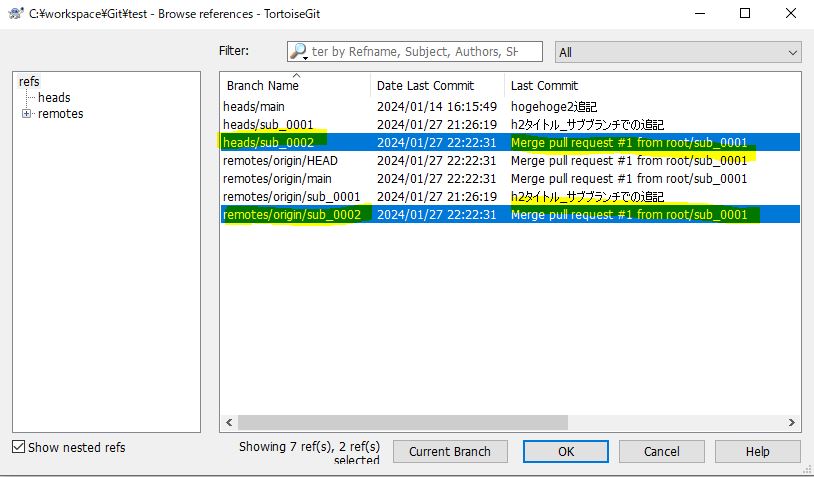 C:¥workspace¥Git¥test - Browse references - TortoiseGit
Filter:
ter by Refname, Subject, Authors, SH
All
refs
heads
remotes
Branch Name Date Last Commit Last Commit
heads/main 2024/01/14 16:15:49 hogehoge2追記
heads/sub_0001 2024/01/27 21:26:19 h2タイトル_サブブランチでの追記
heads/sub_0002 2024/01/27 22:22:31 Merge pull request #1 from root/sub_0001
remotes/origin/HEAD 2024/01/27 22:22:31 Merge pull request #1 from root/sub_0001
remotes/origin/main 2024/01/27 22:22:31 Merge pull request #1 from root/sub_0001
remotes/origin/sub_0001 2024/01/27 21:26:19 h2タイトル_サブブランチでの追記
remotes/origin/sub_0002 2024/01/27 22:22:31 Merge pull request #1 from root/sub_0001
Show nested refs
Showing 7 ref(s), 2 ref(s)
selected
Current Branch
OK
Cancel
Help